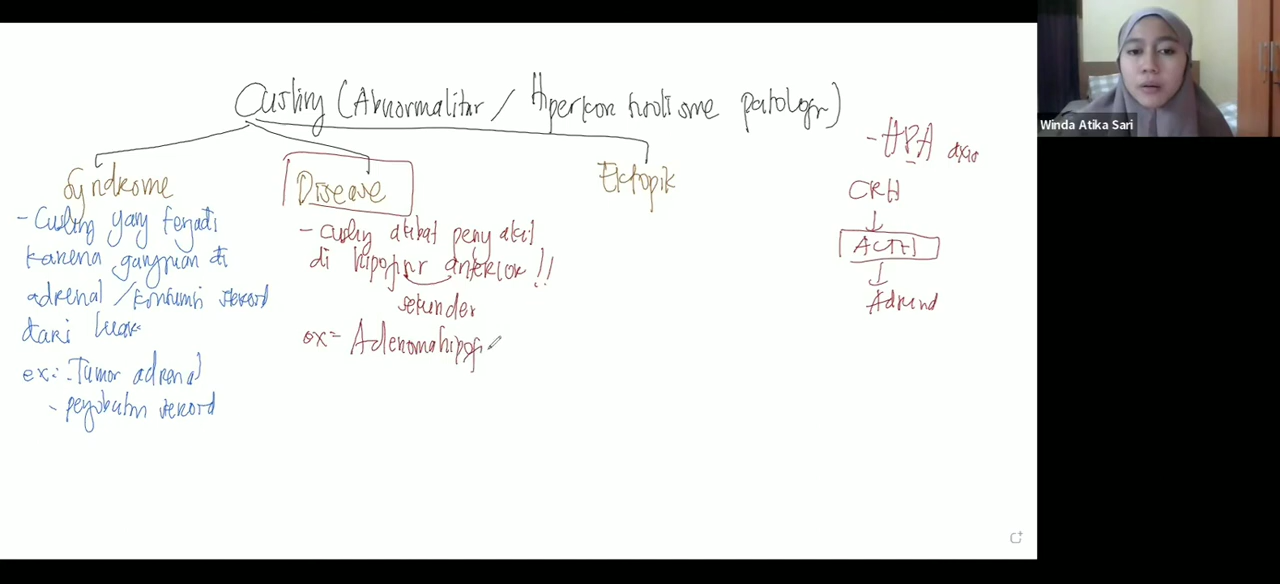 Cushing (Abnormalitas / Hiperkortisolisme patologi)
Syndrome
- Cushing yang terjadi
karena gangguan di
adrenal / konsumsi steroid
dari luar
ex: - Tumor adrenal
- pengobatan steroid
Disease
- cushing akibat penyakit
di hipofisis anterior !!
sekunder
ex = Adenoma hipofi
Ektopik
- HPA axis
CRH
ACTH
Adrenal
Winda Atika Sari